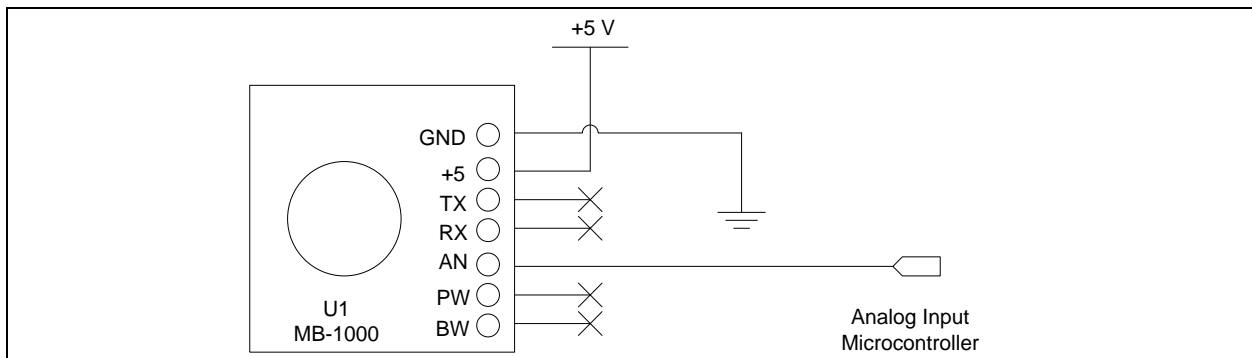 +5 V
GND
+5
TX
RX
AN
PW
BW
U1
MB-1000
Analog Input
Microcontroller